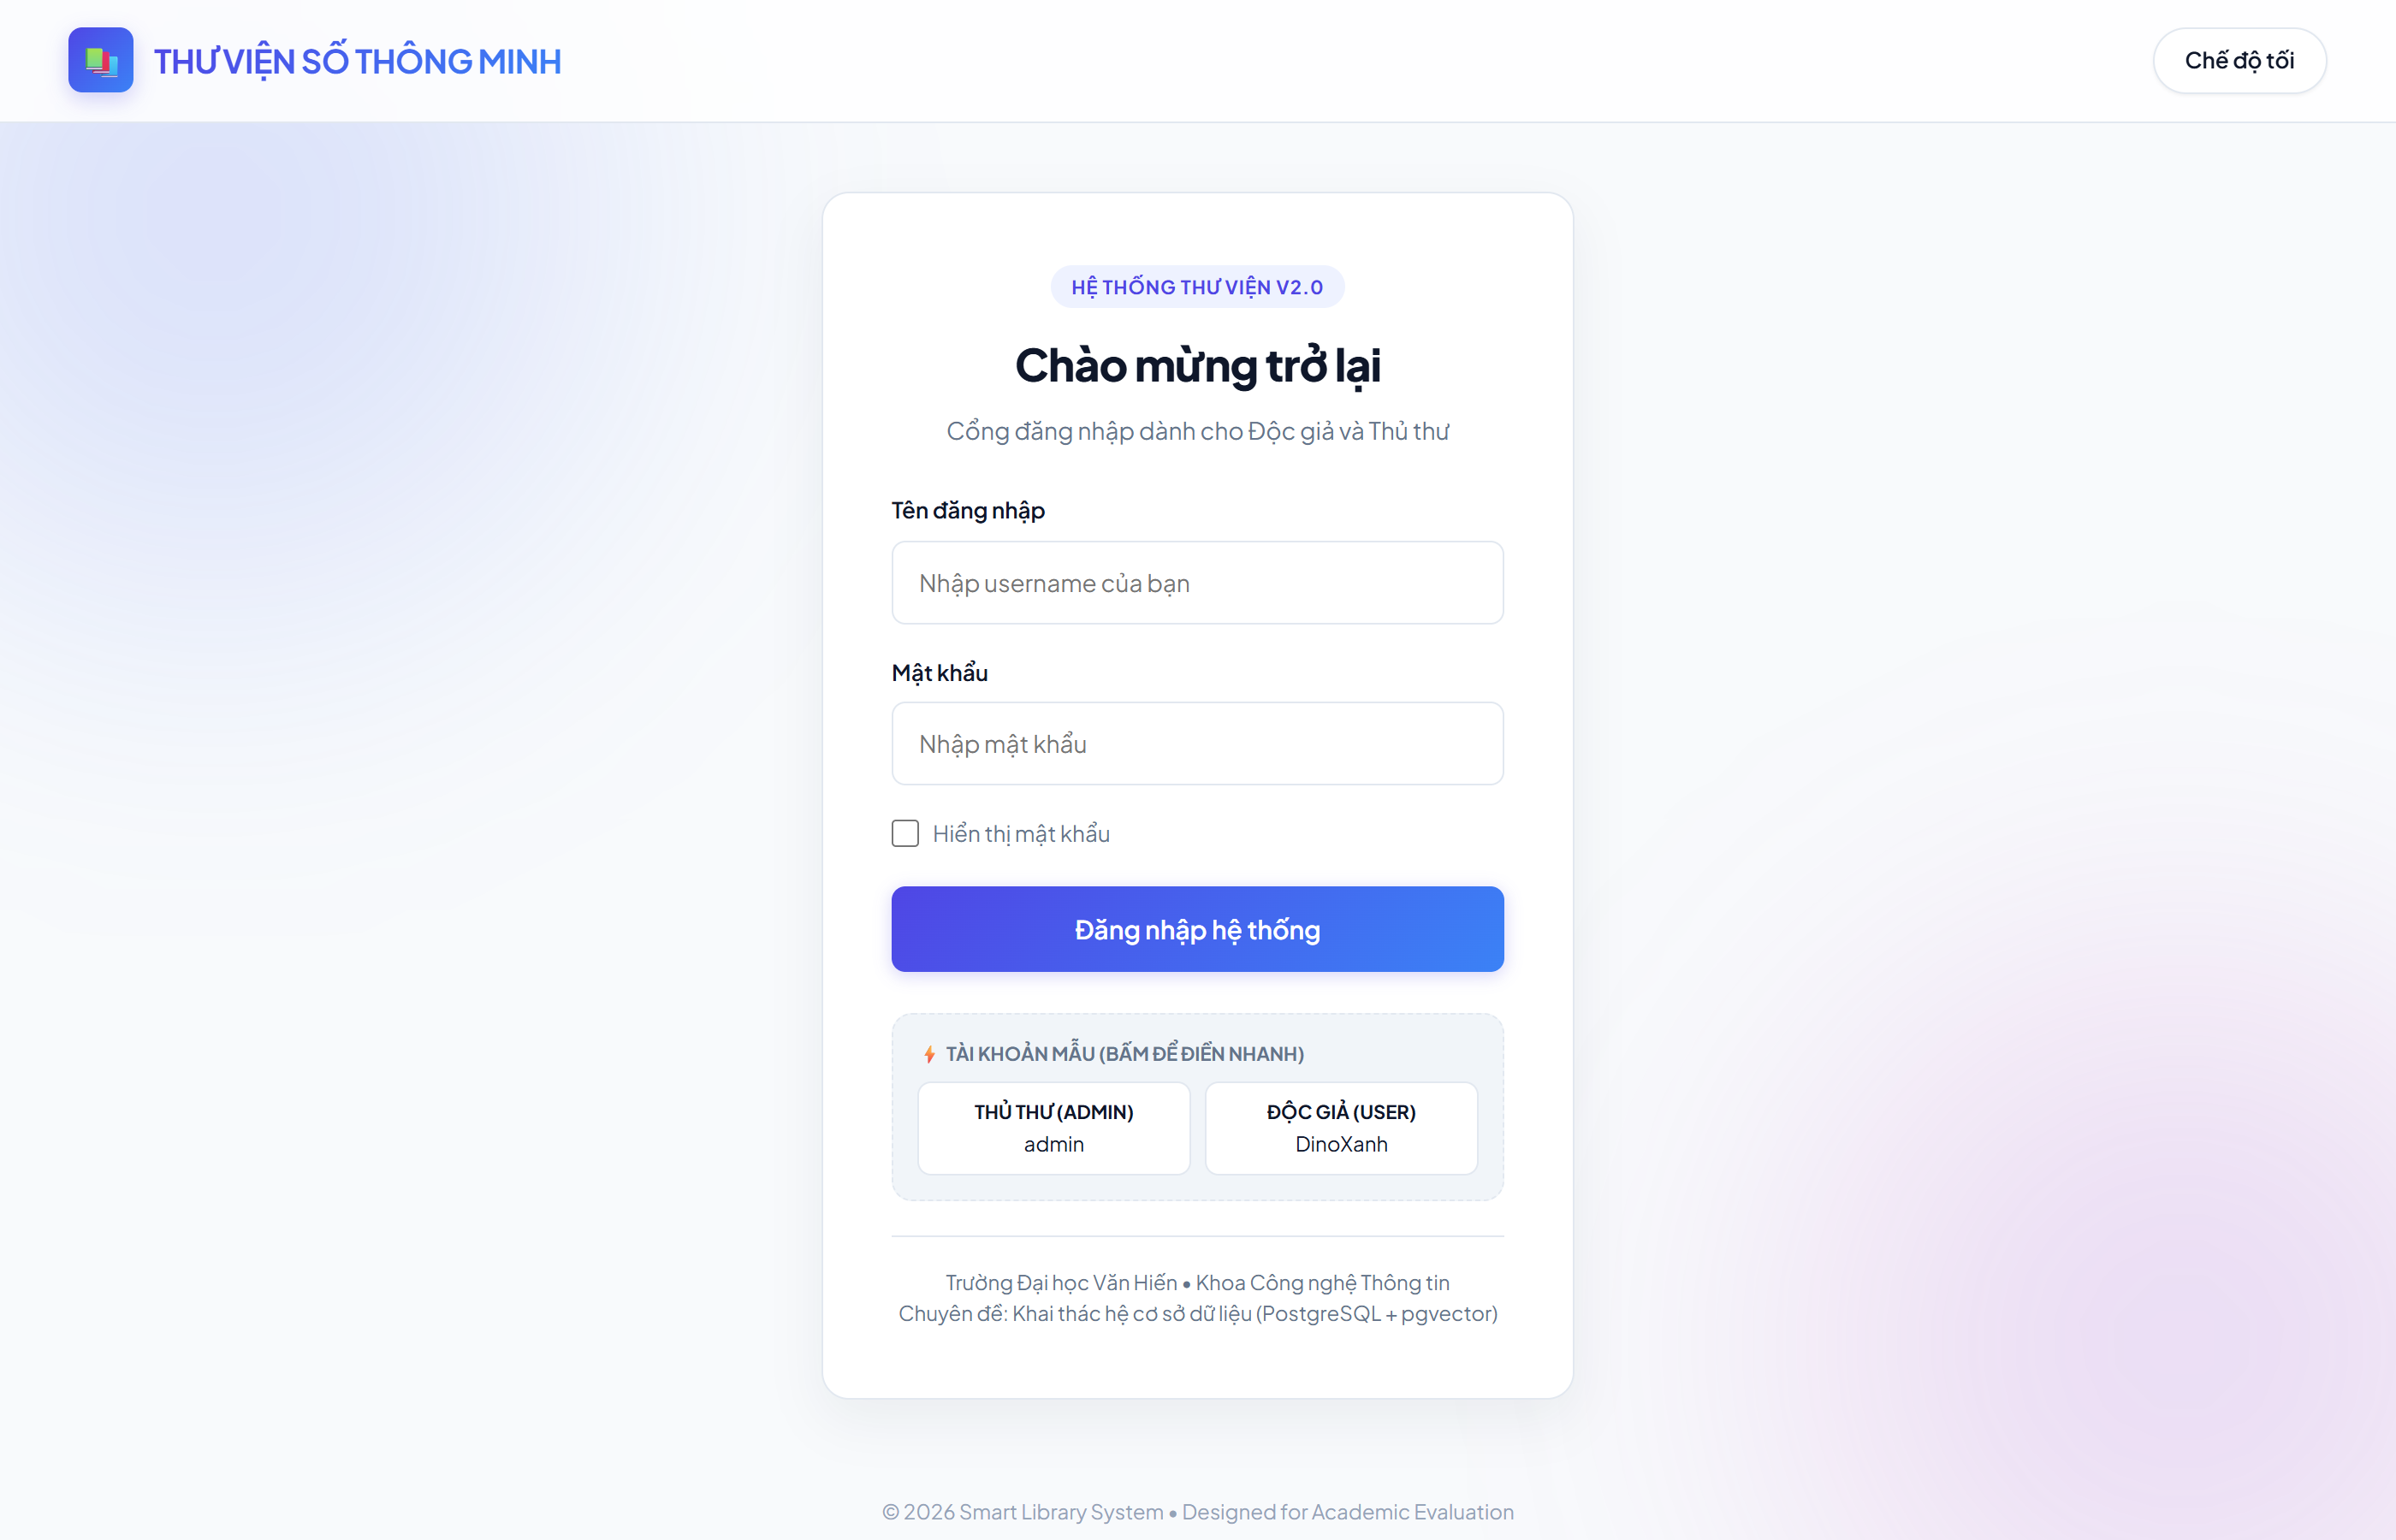 THƯ VIỆN SỐ THÔNG MINH
Chế độ tối
HỆ THỐNG THƯ VIỆN V2.0
Chào mừng trở lại
Cổng đăng nhập dành cho Độc giả và Thủ thư
Tên đăng nhập
Nhập username của bạn
Mật khẩu
Nhập mật khẩu
Hiển thị mật khẩu
Đăng nhập hệ thống
TÀI KHOẢN MẪU (BẤM ĐỂ ĐIỀN NHANH)
THỦ THƯ (ADMIN)
admin
ĐỘC GIẢ (USER)
DinoXanh
Trường Đại học Văn Hiến • Khoa Công nghệ Thông tin
Chuyên đề: Khai thác hệ cơ sở dữ liệu (PostgreSQL + pgvector)
© 2026 Smart Library System • Designed for Academic Evaluation